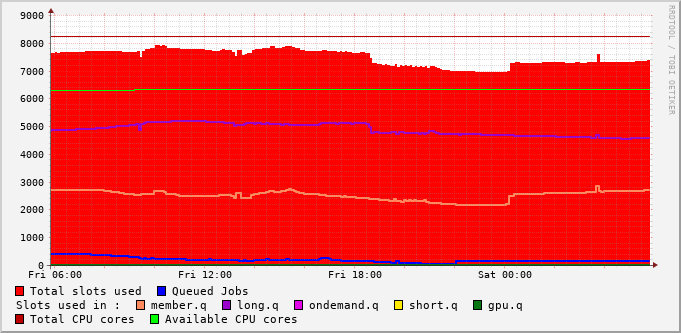 9000
8000
7000
6000
5000
4000
3000
2000
1000
0
Fri 06:00 Fri 12:00 Fri 18:00 Sat 00:00
Total slots used Queued Jobs
Slots used in : member.q long.q ondemand.q short.q gpu.q
Total CPU cores Available CPU cores
RRDTOOL / TOBI OETIKER